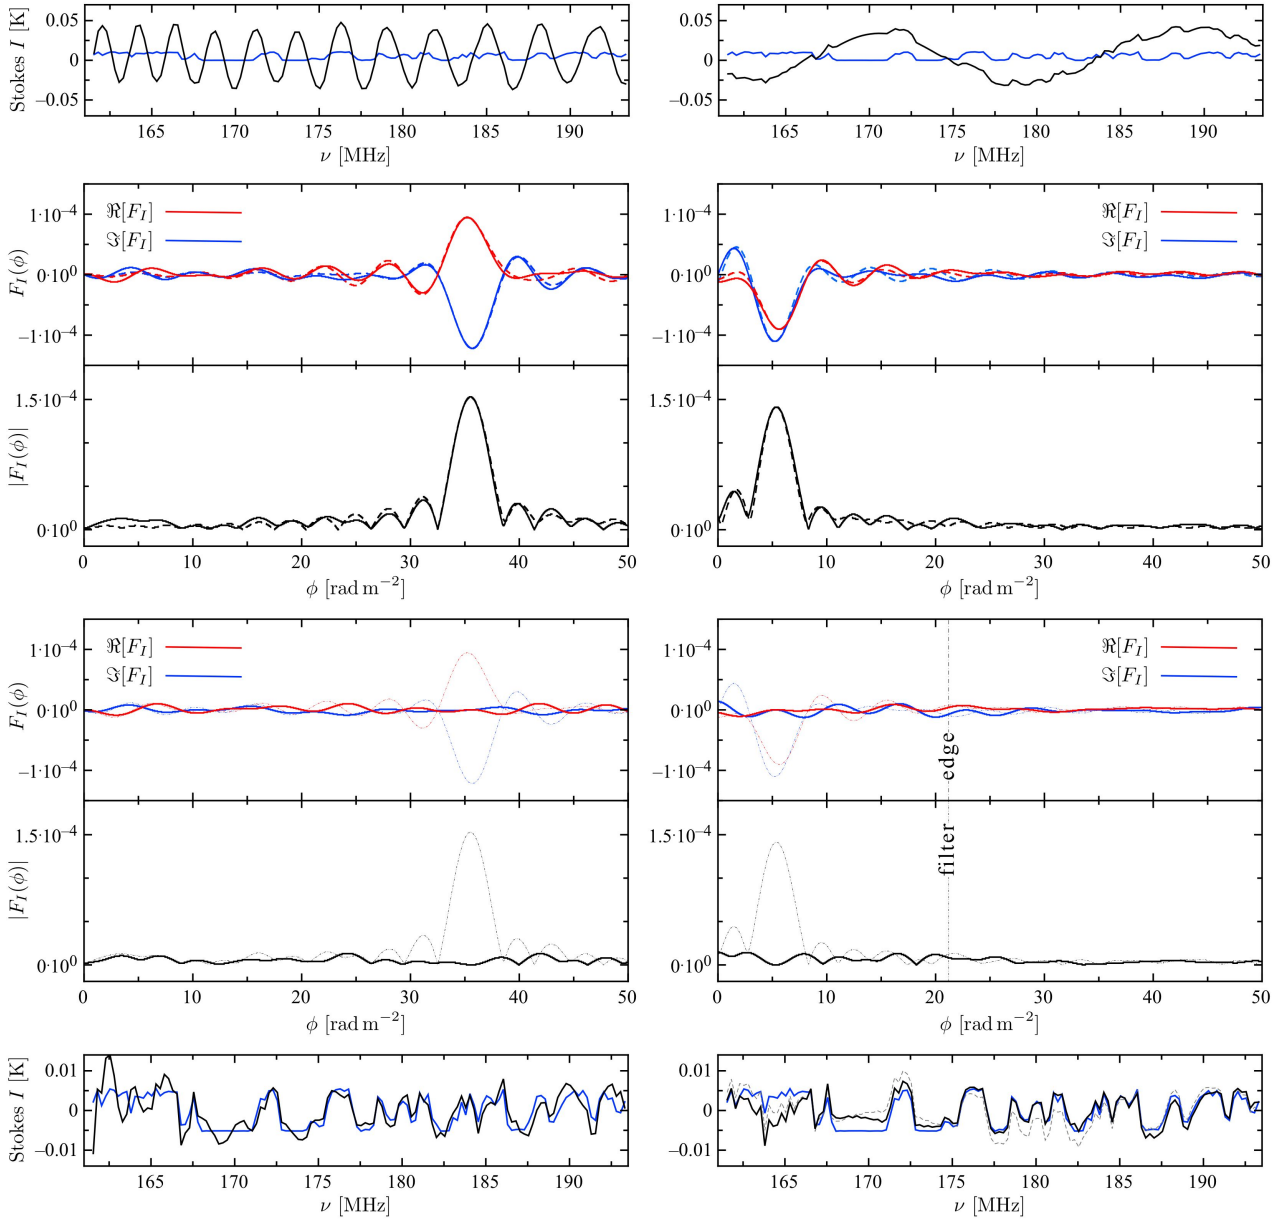 Stokes I [K]
0.05
0
−0.05
165 170 175 180 185 190
ν [MHz]
0.05
0
−0.05
165 170 175 180 185 190
ν [MHz]
F_I(ϕ)
1·10⁻⁴
0·10⁰
−1·10⁻⁴
ℜ[F_I]
ℑ[F_I]
1·10⁻⁴
0·10⁰
−1·10⁻⁴
ℜ[F_I]
ℑ[F_I]
|F_I(ϕ)|
1.5·10⁻⁴
0·10⁰
0 10 20 30 40 50
ϕ [rad m⁻²]
1.5·10⁻⁴
0·10⁰
0 10 20 30 40 50
ϕ [rad m⁻²]
F_I(ϕ)
1·10⁻⁴
0·10⁰
−1·10⁻⁴
ℜ[F_I]
ℑ[F_I]
1·10⁻⁴
0·10⁰
−1·10⁻⁴
ℜ[F_I]
ℑ[F_I]
filter edge
|F_I(ϕ)|
1.5·10⁻⁴
0·10⁰
0 10 20 30 40 50
ϕ [rad m⁻²]
1.5·10⁻⁴
0·10⁰
0 10 20 30 40 50
ϕ [rad m⁻²]
Stokes I [K]
0.01
0
−0.01
165 170 175 180 185 190
ν [MHz]
0.01
0
−0.01
165 170 175 180 185 190
ν [MHz]